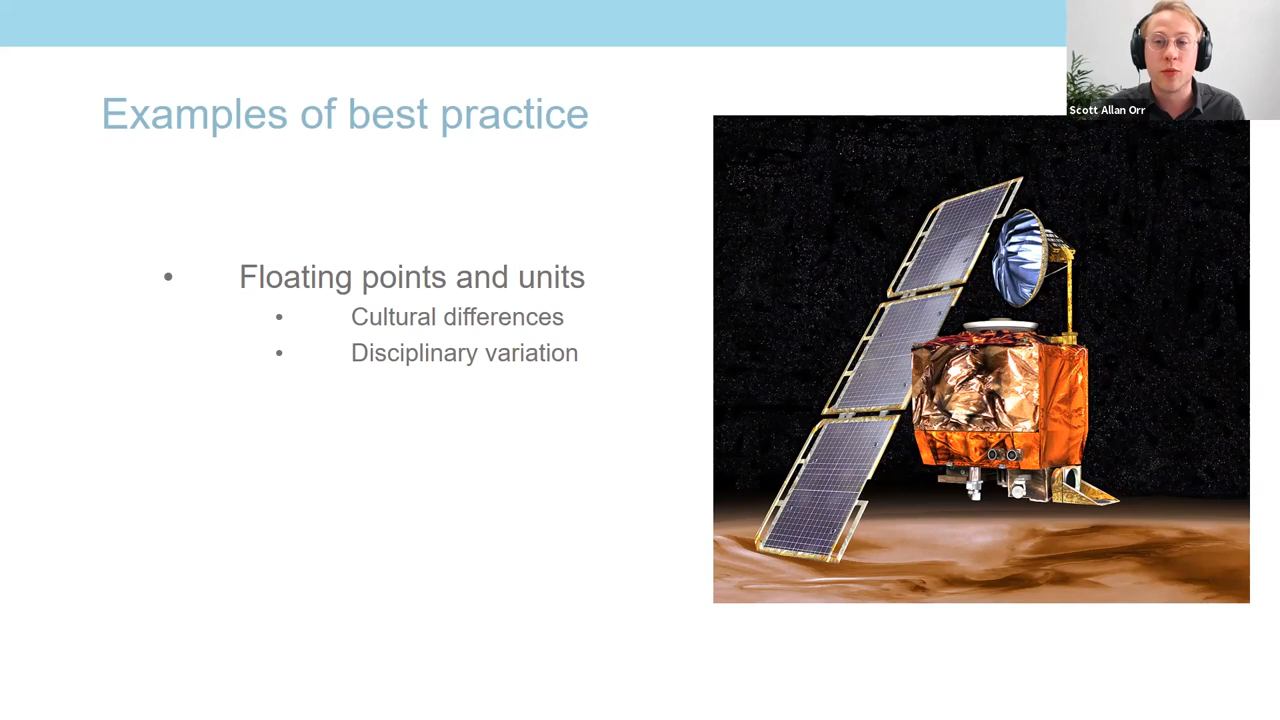 Examples of best practice
Scott Allan Orr
• Floating points and units
• Cultural differences
• Disciplinary variation